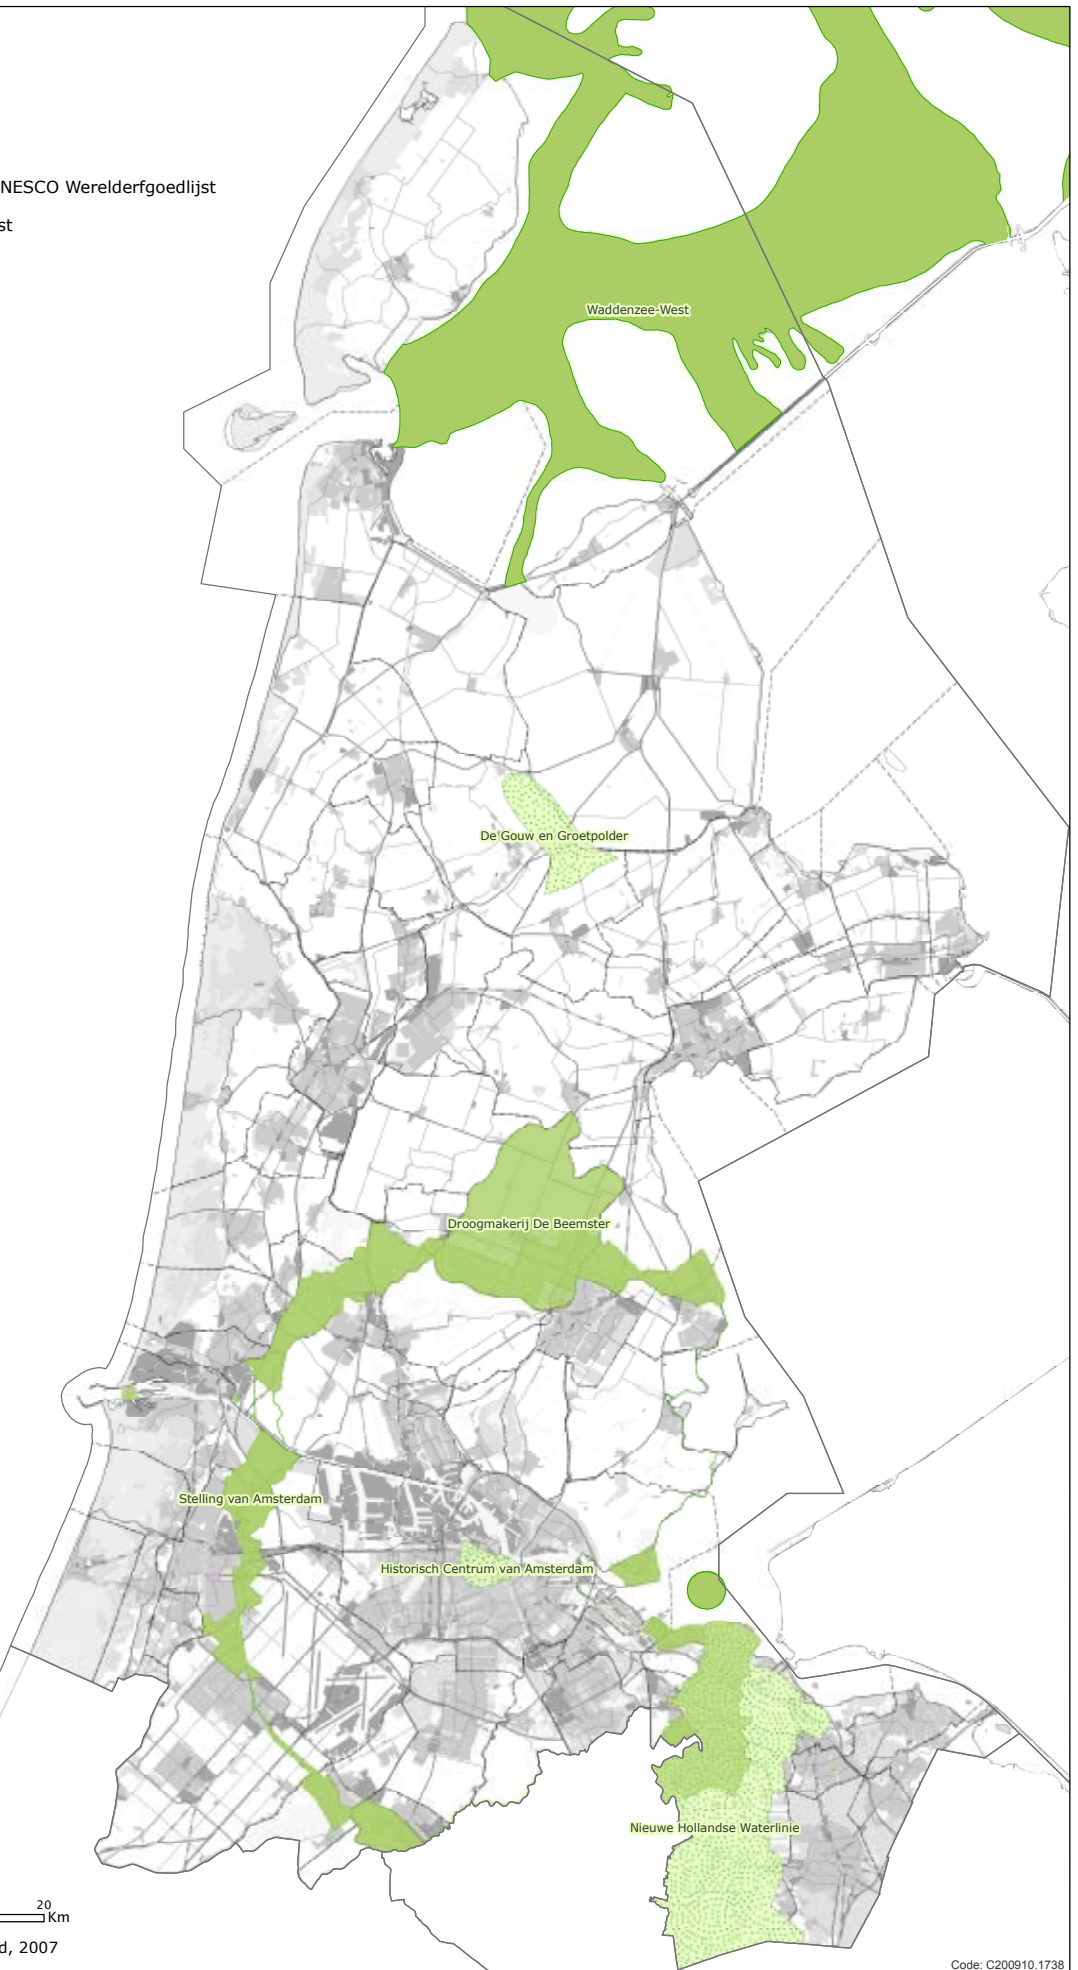 NESCO Werelderfgoedlijst
st
Waddenzee-West
De Gouw en Groetpolder
Droogmakerij De Beemster
Stelling van Amsterdam
Historisch Centrum van Amsterdam
Nieuwe Hollandse Waterlinie
20
Km
d, 2007
Code: C200910.1738